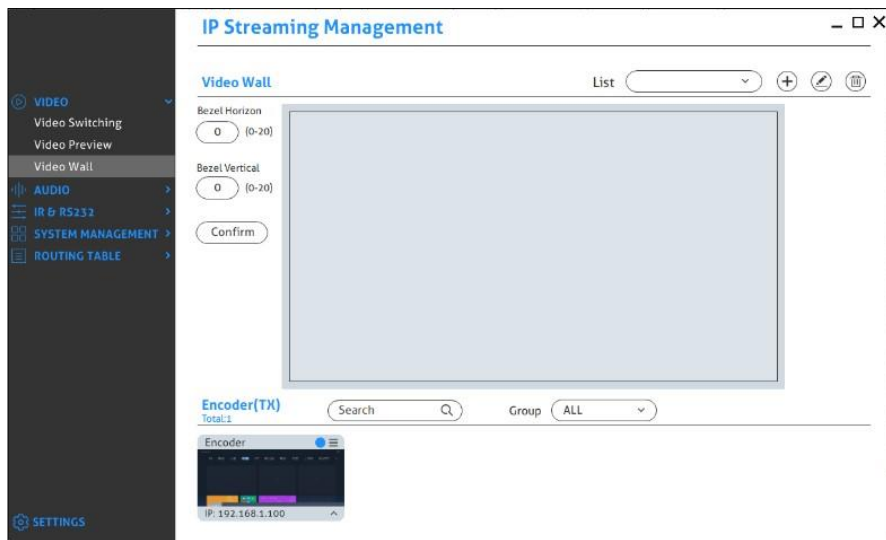 IP Streaming Management
Video Wall
List
VIDEO
Video Switching
Video Preview
Video Wall
AUDIO
IR & RS232
SYSTEM MANAGEMENT
ROUTING TABLE
SETTINGS
Bezel Horizon
0 (0-20)
Bezel Vertical
0 (0-20)
Confirm
Encoder(TX)
Total:1
Search
Group ALL
Encoder
IP: 192.168.1.100